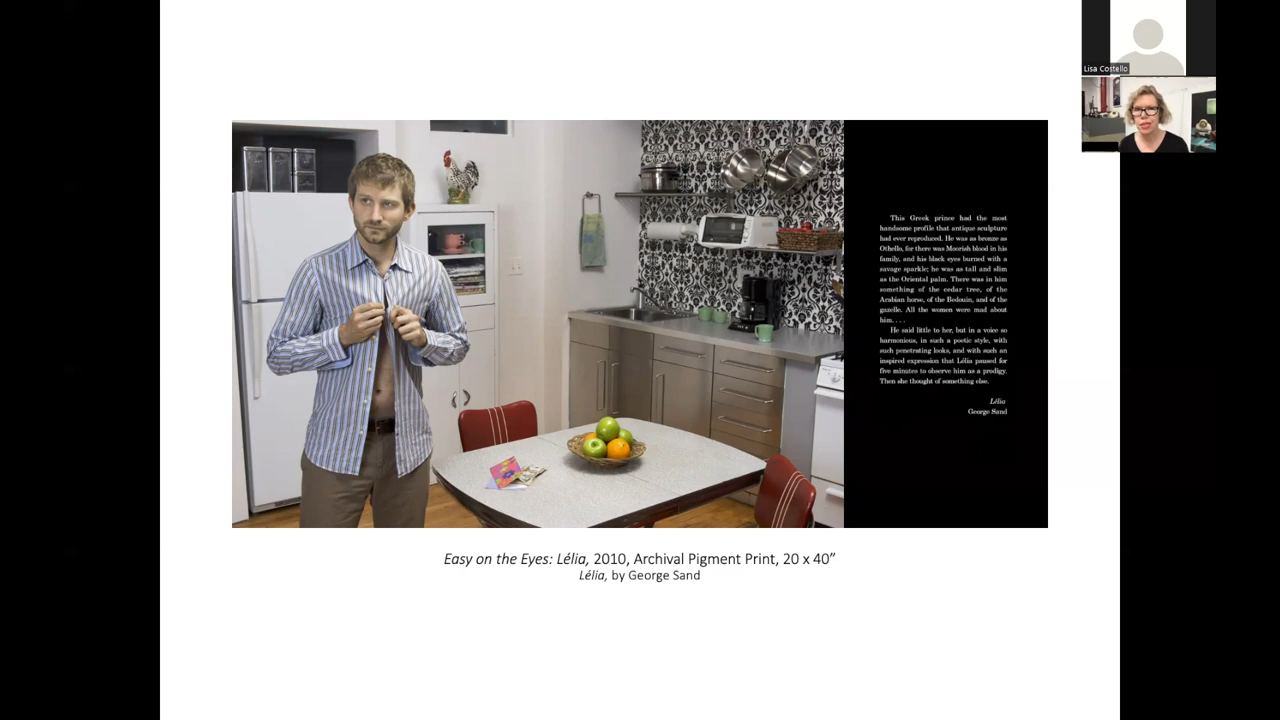 Lisa Costello
This Greek prince had the most
handsome profile that antique sculpture
had ever reproduced. He was as bronze as
Othello, for there was Moorish blood in his
family, and his black eyes burned with a
savage sparkle; he was as tall and slim
as the Oriental palm. There was in him
something of the cedar tree, of the
Arabian horse, of the Bedouin, and of the
gazelle. All the women were mad about
him. . . .
He said little to her, but in a voice so
harmonious, in such a poetic style, with
such penetrating looks, and with such an
inspired expression that Lélia paused for
five minutes to observe him as a prodigy.
Then she thought of something else.
Lélia
George Sand
Easy on the Eyes: Lélia, 2010, Archival Pigment Print, 20 x 40”
Lélia, by George Sand